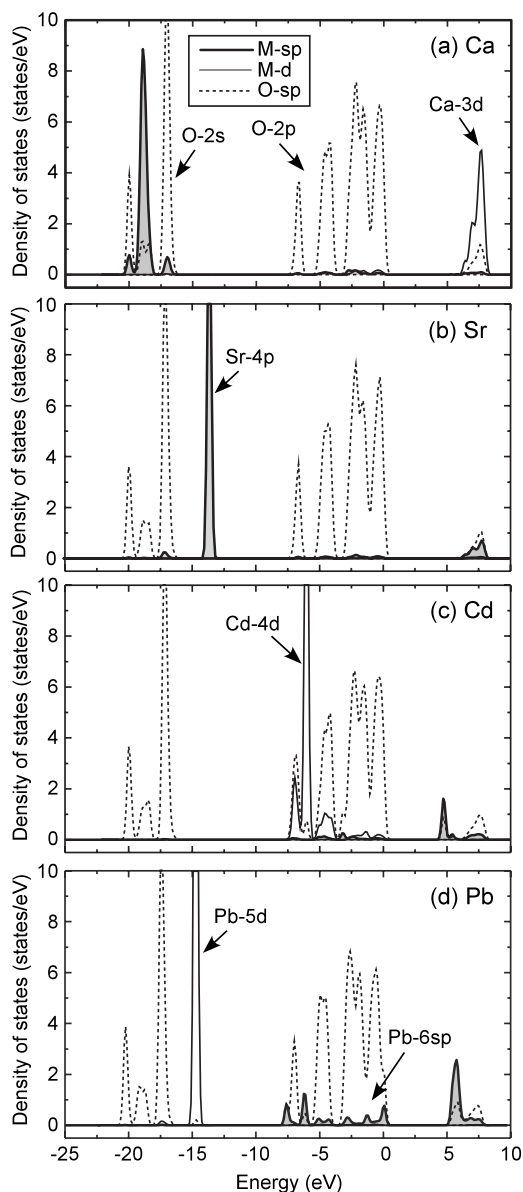 10
8
6
4
2
0
Density of states (states/eV)
M-sp
M-d
O-sp
(a) Ca
O-2s
O-2p
Ca-3d
10
8
6
4
2
0
Density of states (states/eV)
(b) Sr
Sr-4p
10
8
6
4
2
0
Density of states (states/eV)
(c) Cd
Cd-4d
10
8
6
4
2
0
Density of states (states/eV)
(d) Pb
Pb-5d
Pb-6sp
-25 -20 -15 -10 -5 0 5 10
Energy (eV)